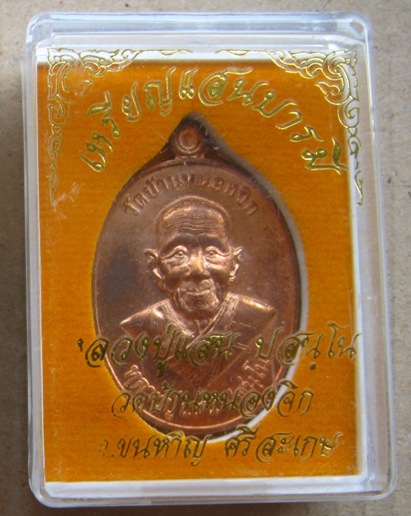 เหรียญแสนบารมี
วัดบ้านหนองจิก
หลวงปู่แสน ปสนฺโน
วัดบ้านหนองจิก
อ.ขุนหาญ ศรีสะเกษ